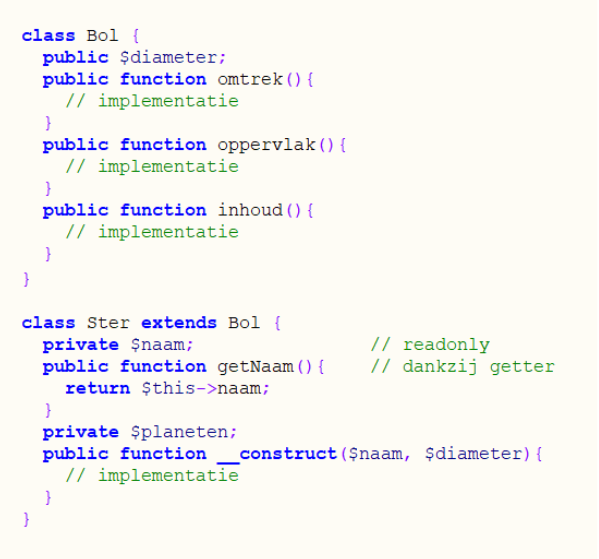 class Bol {
  public $diameter;
  public function omtrek(){
    // implementatie
  }
  public function oppervlak(){
    // implementatie
  }
  public function inhoud(){
    // implementatie
  }
}

class Ster extends Bol {
  private $naam;                // readonly
  public function getNaam(){    // dankzij getter
    return $this->naam;
  }
  private $planeten;
  public function __construct($naam, $diameter){
    // implementatie
  }
}